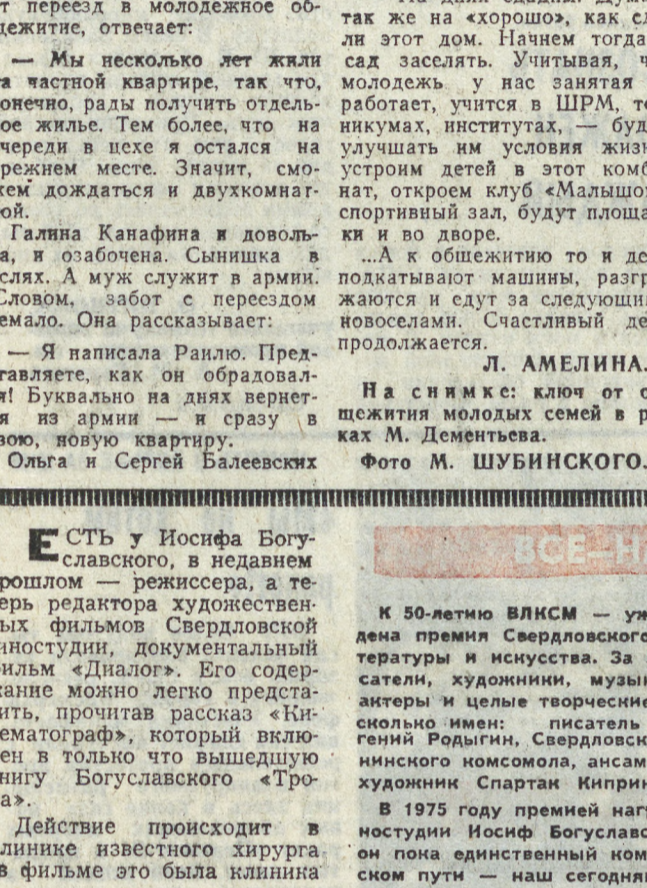 т переезд в молодежное об-
цежитие, отвечает:
— Мы несколько лет жили
а частной квартире, так что,
онечно, рады получить отдель-
ое жилье. Тем более, что на
череди в цехе я остался на
режнем месте. Значит, смо-
жем дождаться и двухкомнат-
ой.
Галина Канафина и доволь-
а, и озабочена. Сынишка в
слях. А муж служит в армии.
Словом, забот с переездом
емало. Она рассказывает:
— Я написала Раилю. Пред-
тавляете, как он обрадовал-
я! Буквально на днях вернет-
я из армии — и сразу в
вою, новую квартиру.
Ольга и Сергей Балеевских
так же на «хорошо», как сд
ли этот дом. Начнем тогда
сад заселять. Учитывая, ч
молодежь у нас занятая
работает, учится в ШРМ, те
никумах, институтах, — буд
улучшать им условия жизн
устроим детей в этот комб
нат, откроем клуб «Малышо
спортивный зал, будут площа
ки и во дворе.
...А к общежитию то и де
подкатывают машины, разгр
жаются и едут за следующи
новоселами. Счастливый де
продолжается.
Л. АМЕЛИНА.
На снимке: ключ от о
щежития молодых семей в р
ках М. Дементьева.
Фото М. ШУБИНСКОГО.
ЕСТЬ у Иосифа Богу-
славского, в недавнем
рошлом — режиссера, а те-
ерь редактора художествен-
ых фильмов Свердловской
иностудии, документальный
фильм «Диалог». Его содер-
жание можно легко предста-
ить, прочитав рассказ «Ки-
ематограф», который вклю-
ен в только что вышедшую
нигу Богуславского «Тро-
а».
Действие происходит в
линике известного хирурга
в фильме это была клиника
ВСЕ—Н
К 50-летию ВЛКСМ — уж
дена премия Свердловского
тературы и искусства. За
сатели, художники, музык
актеры и целые творческие
сколько имен: писатель
гений Родыгин, Свердловск
нинского комсомола, ансам
художник Спартак Киприн
В 1975 году премией нагр
ностудии Иосиф Богуславс
он пока единственный ком
ском пути — наш сегодня